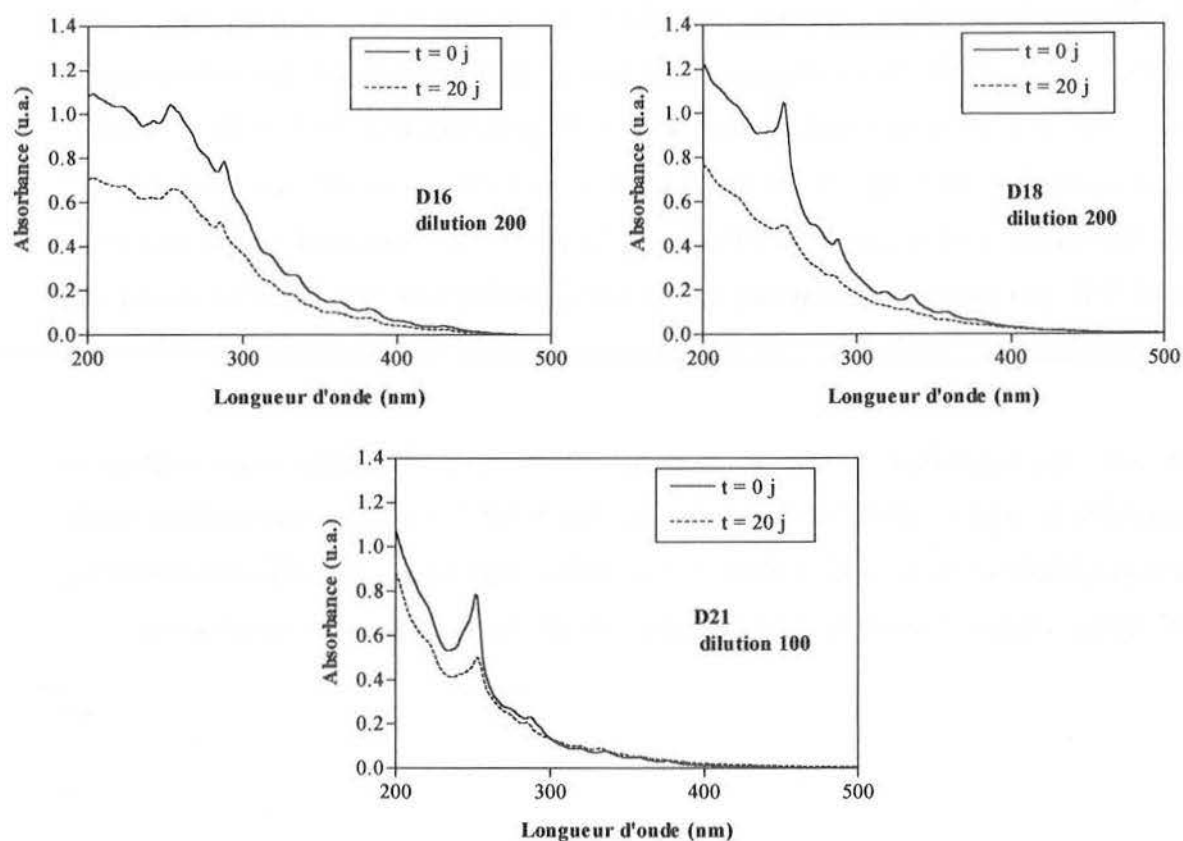 1.4
1.2
1.0
0.8
0.6
0.4
0.2
0.0
Absorbance (u.a.)
t = 0 j
t = 20 j
D16
dilution 200
200
300
400
500
Longueur d'onde (nm)
1.4
1.2
1.0
0.8
0.6
0.4
0.2
0.0
Absorbance (u.a.)
t = 0 j
t = 20 j
D18
dilution 200
200
300
400
500
Longueur d'onde (nm)
1.4
1.2
1.0
0.8
0.6
0.4
0.2
0.0
Absorbance (u.a.)
t = 0 j
t = 20 j
D21
dilution 100
200
300
400
500
Longueur d'onde (nm)